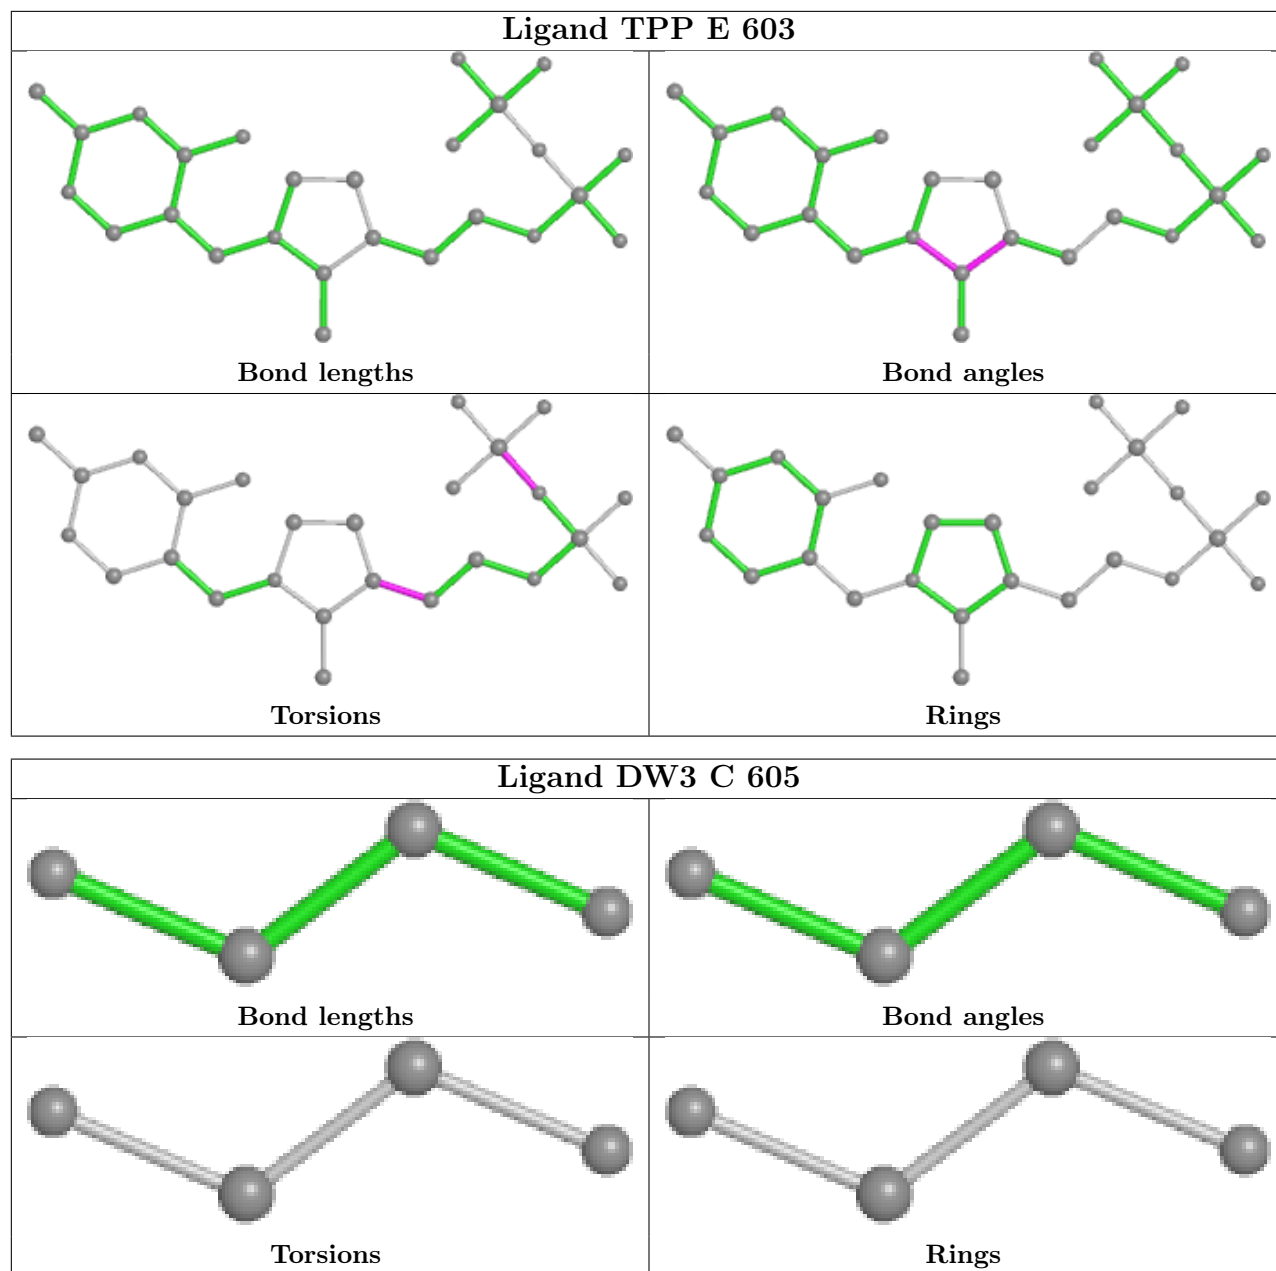 Ligand TPP E 603
Bond lengths
Bond angles
Torsions
Rings
Ligand DW3 C 605
Bond lengths
Bond angles
Torsions
Rings